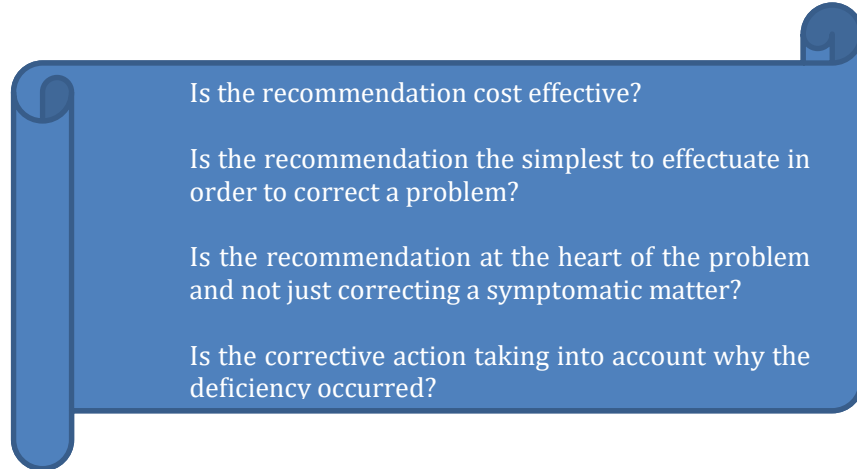 Is the recommendation cost effective?
Is the recommendation the simplest to effectuate in
order to correct a problem?
Is the recommendation at the heart of the problem
and not just correcting a symptomatic matter?
Is the corrective action taking into account why the
deficiency occurred?